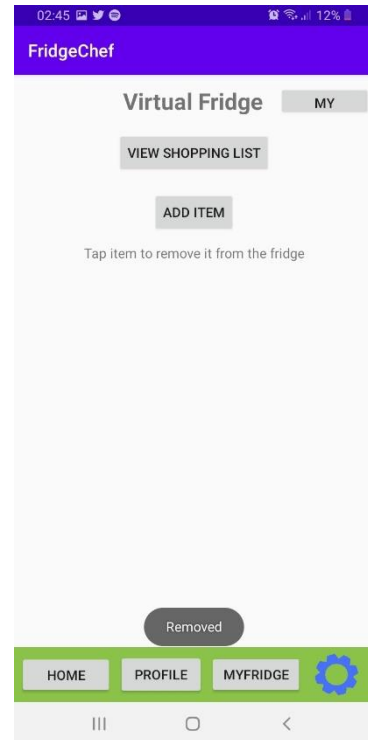 02:45 12%
FridgeChef
Virtual Fridge MY
VIEW SHOPPING LIST
ADD ITEM
Tap item to remove it from the fridge
Removed
HOME PROFILE MYFRIDGE